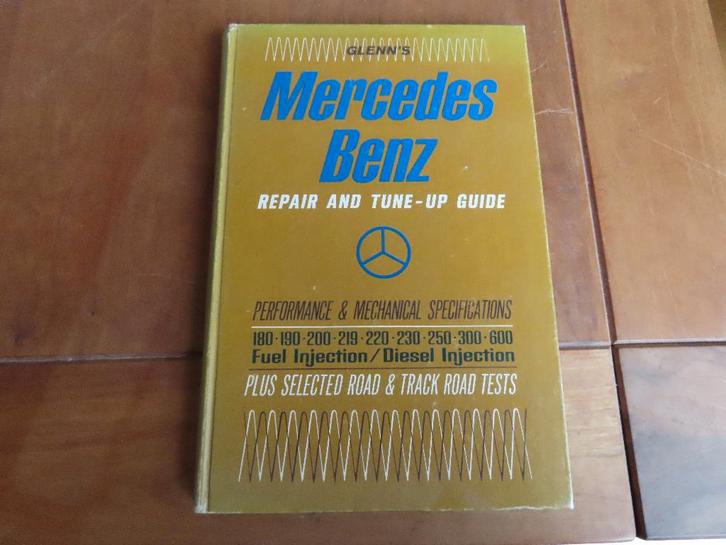 GLENN'S
Mercedes
Benz
REPAIR AND TUNE-UP GUIDE
PERFORMANCE & MECHANICAL SPECIFICATIONS
180·190·200·219·220·230·250·300·600
Fuel Injection/Diesel Injection
PLUS SELECTED ROAD & TRACK ROAD TESTS